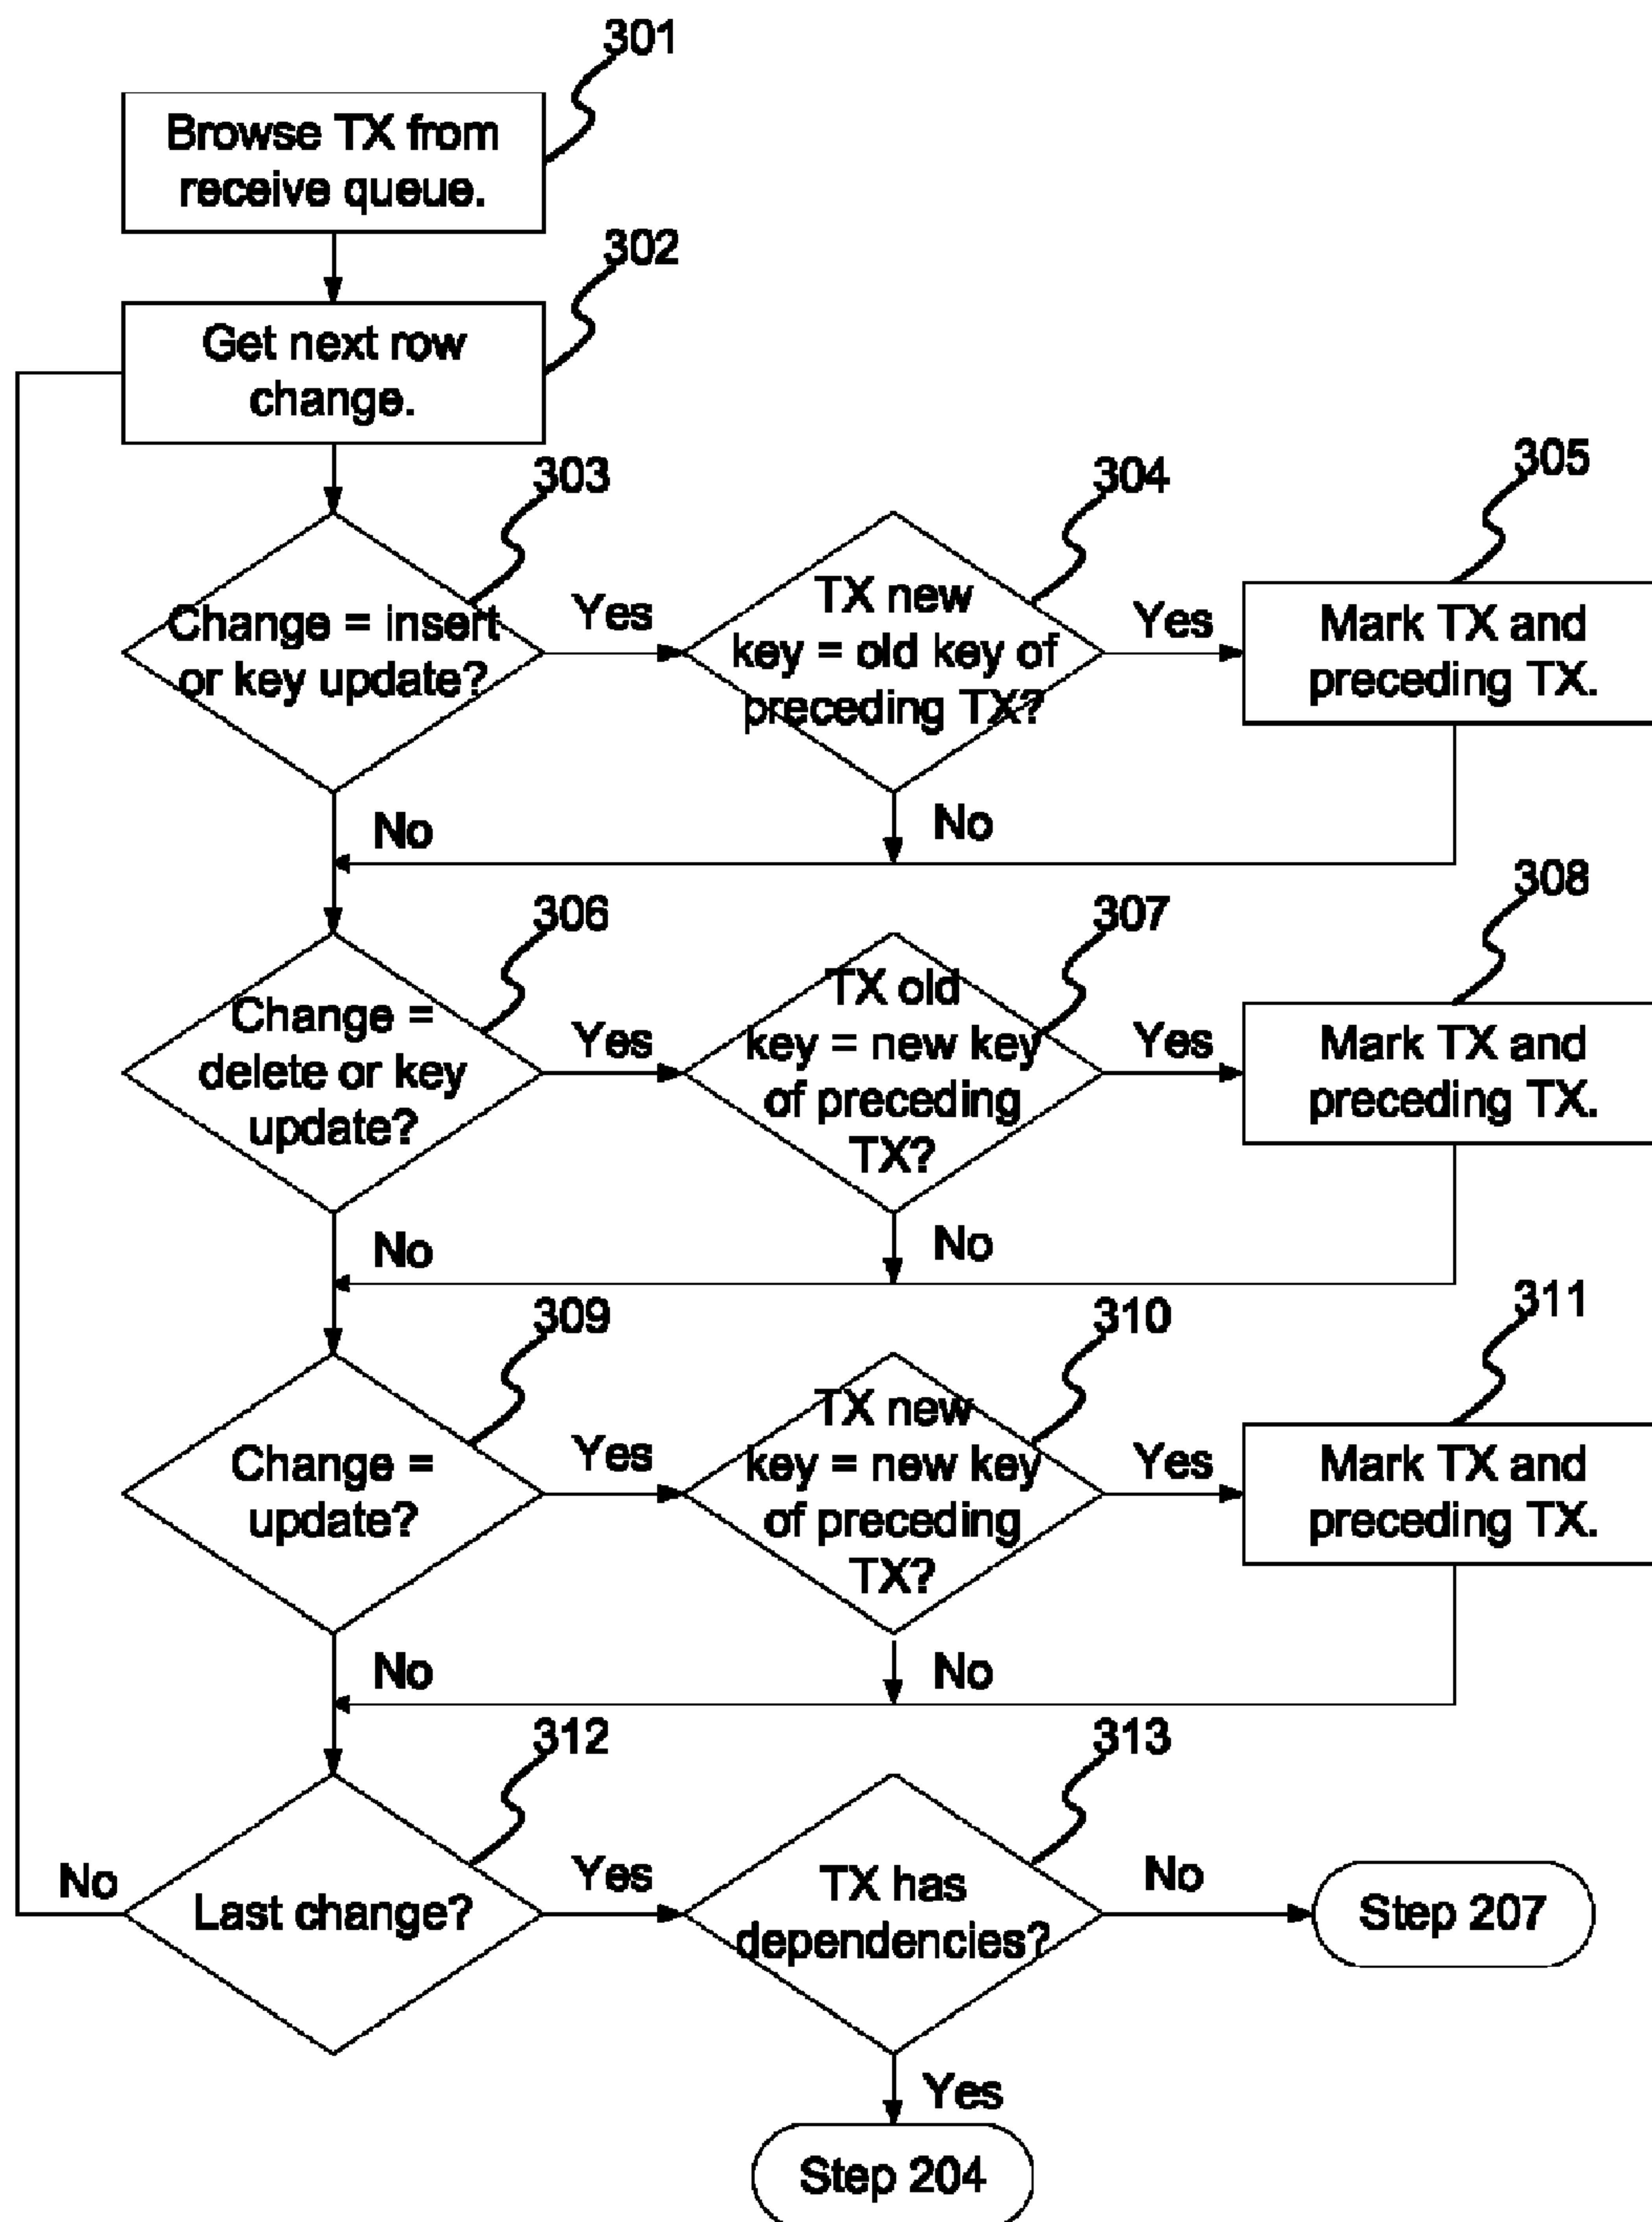 301
Browse TX from
receive queue.
302
Get next row
change.
303
Change = insert
or key update?
Yes
304
TX new
key = old key of
preceding TX?
Yes
305
Mark TX and
preceding TX.
No
No
306
Change =
delete or key
update?
Yes
307
TX old
key = new key
of preceding
TX?
Yes
308
Mark TX and
preceding TX.
No
No
309
Change =
update?
Yes
310
TX new
key = new key
of preceding
TX?
Yes
311
Mark TX and
preceding TX.
No
No
312
No
Last change?
Yes
313
TX has
dependencies?
No
Step 207
Yes
Step 204